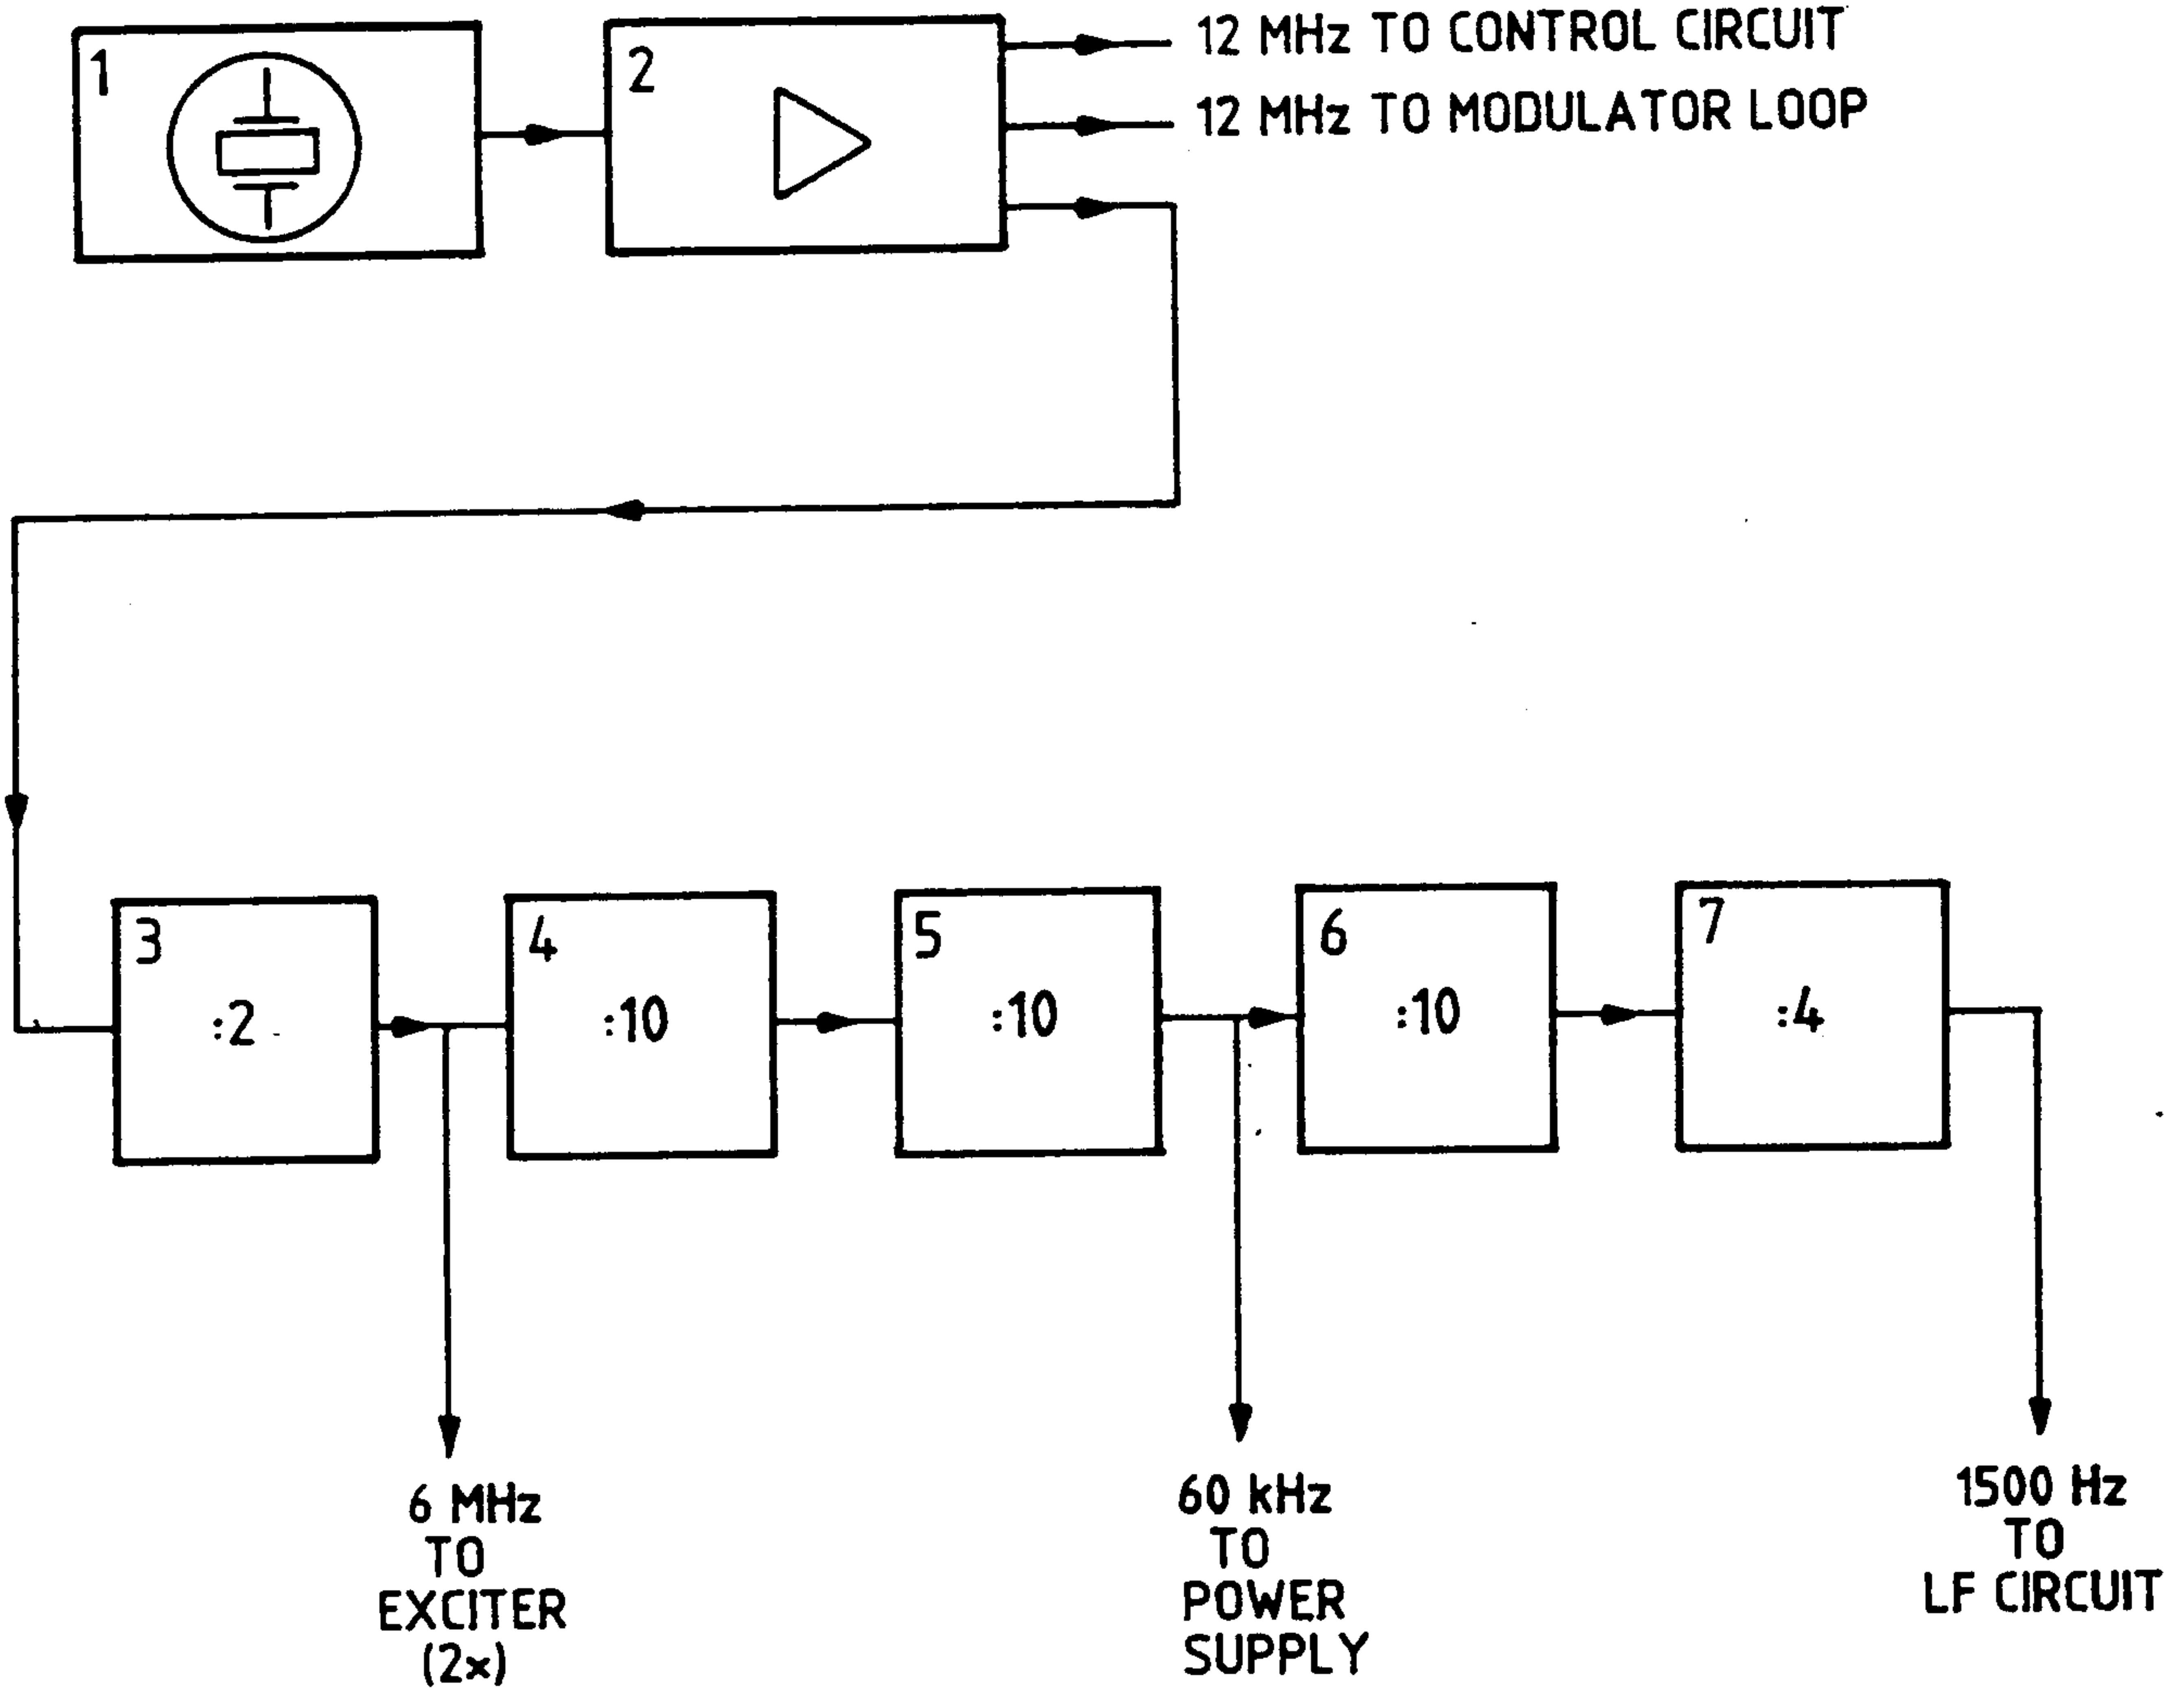 1
2
12 MHz TO CONTROL CIRCUIT
12 MHz TO MODULATOR LOOP
3
:2
4
:10
5
:10
6
:10
7
:4
6 MHz
TO
EXCITER
(2x)
60 kHz
TO
POWER
SUPPLY
1500 Hz
TO
LF CIRCUIT